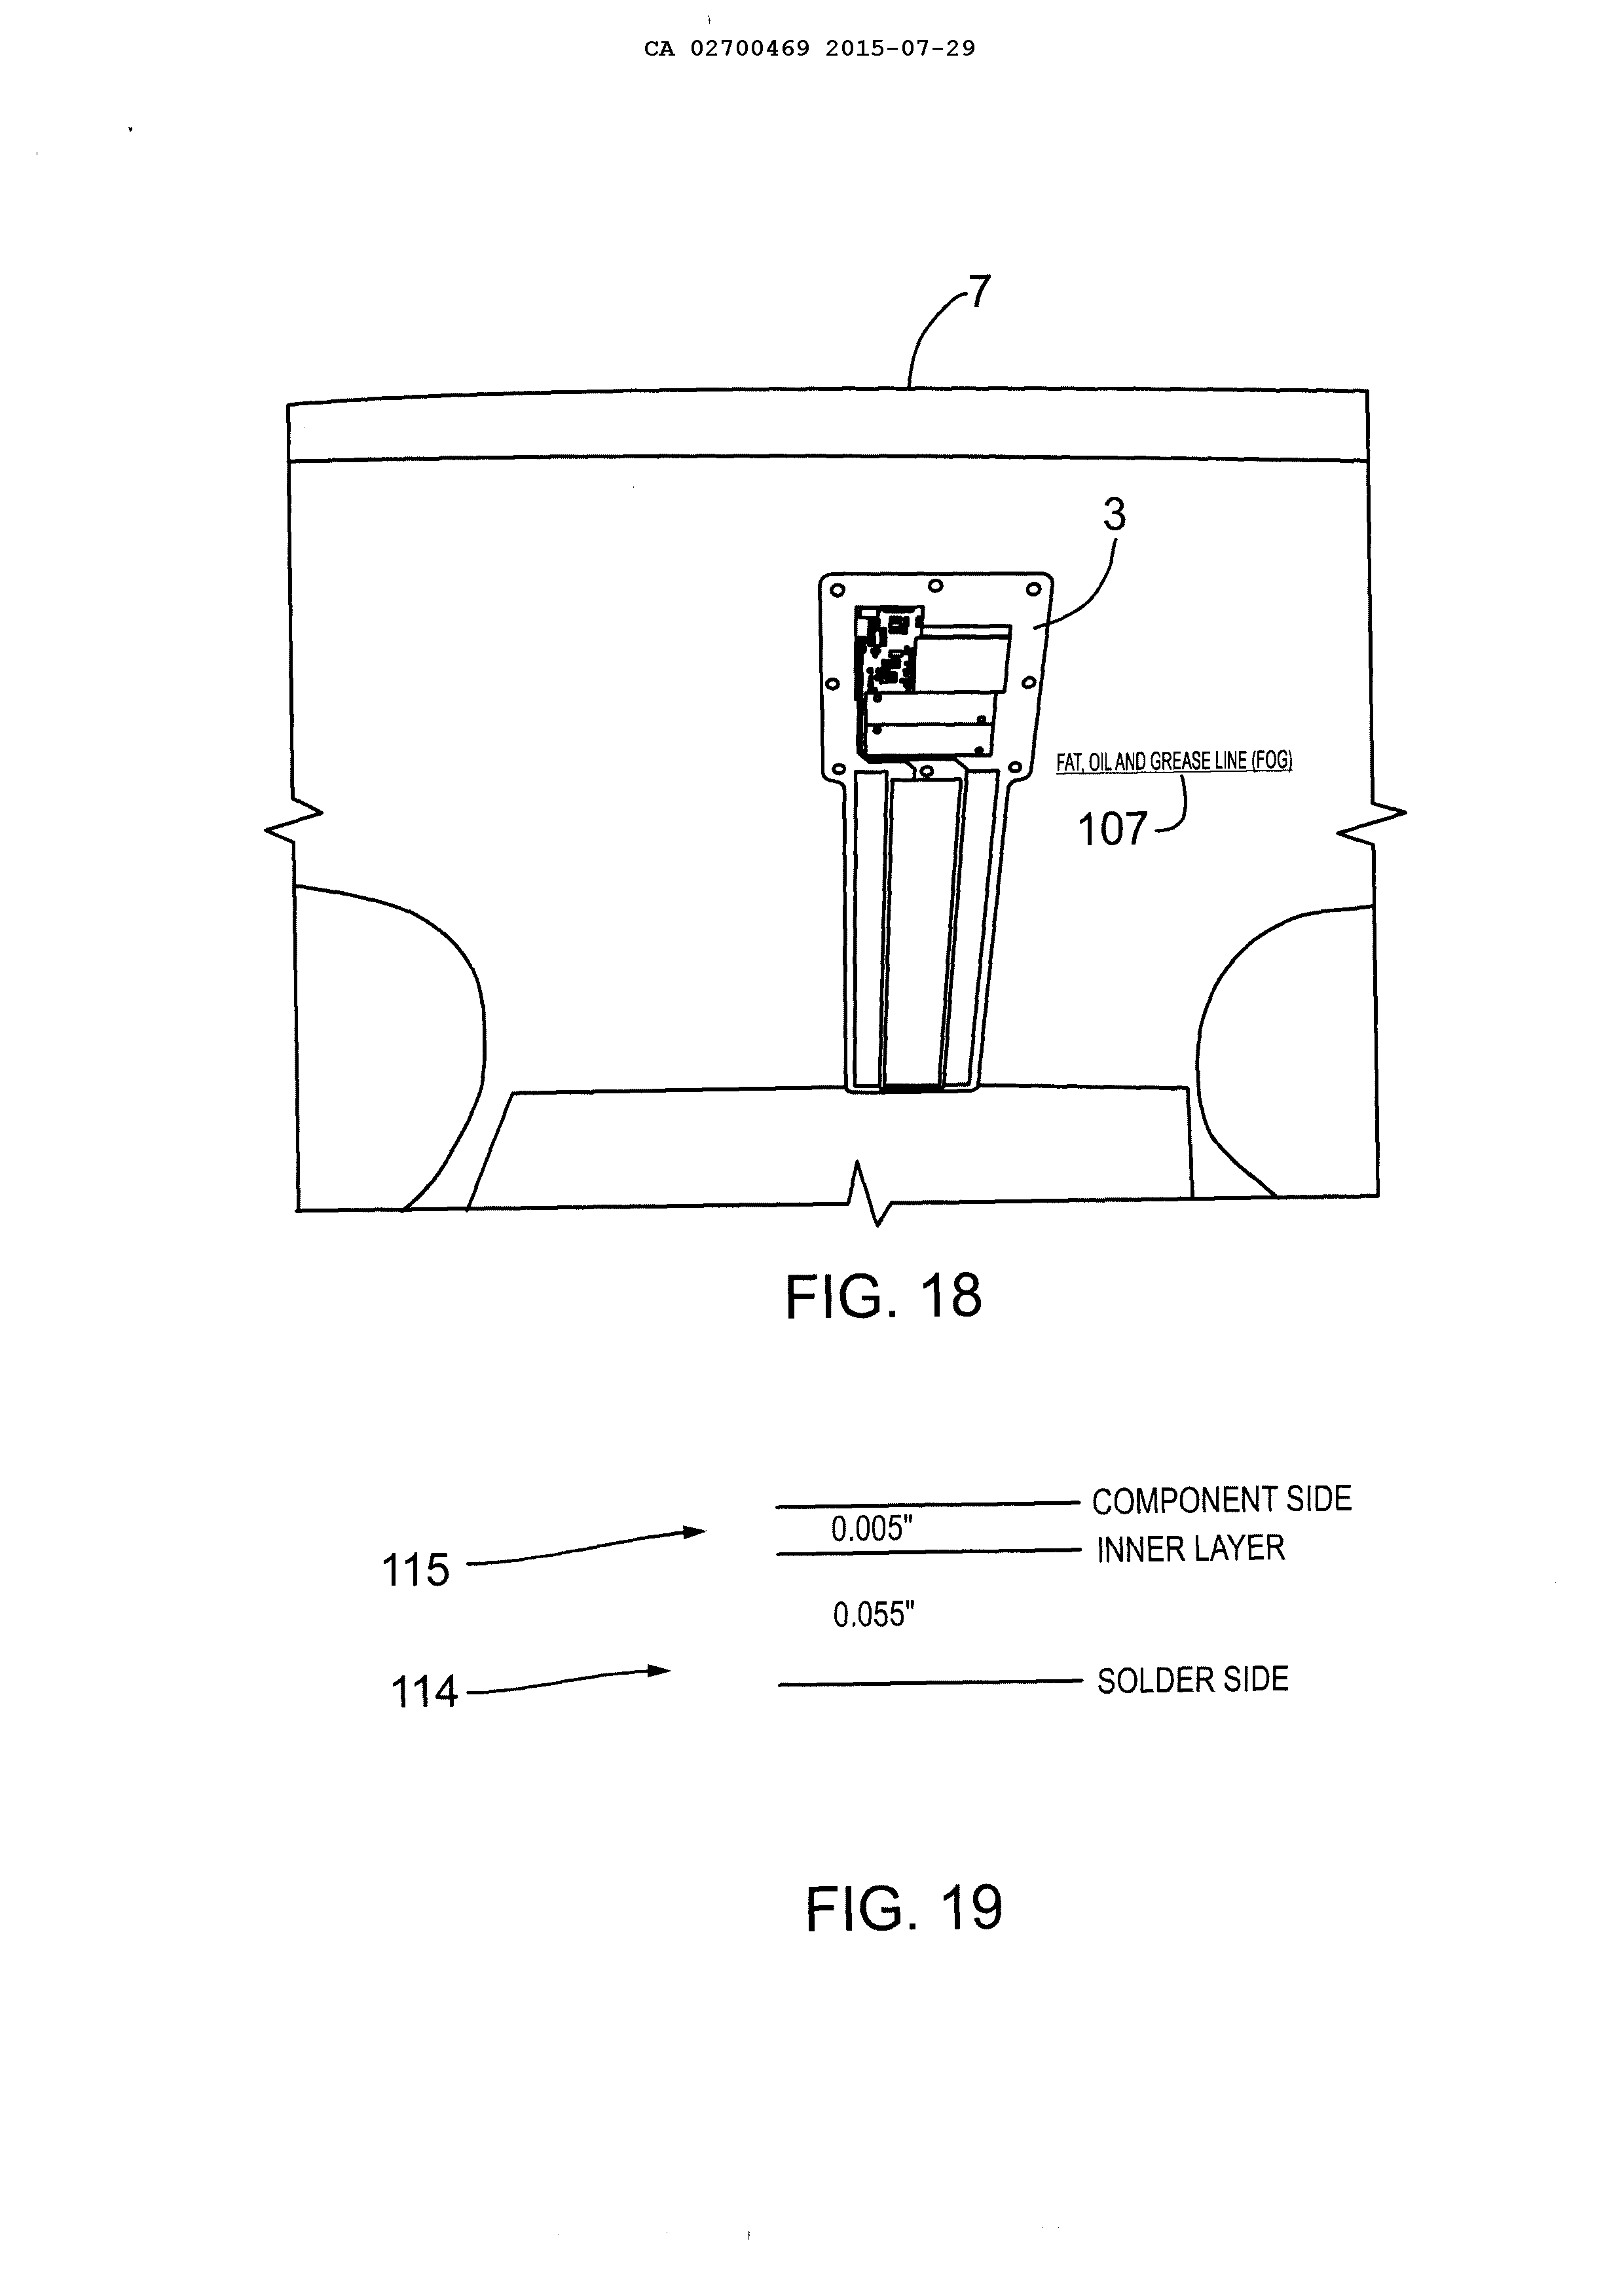 CA 02700469 2015-07-29
7
3
FAT, OIL AND GREASE LINE (FOG)
107
FIG. 18
COMPONENT SIDE
0.005"
115
INNER LAYER
0.055"
114
SOLDER SIDE
FIG. 19